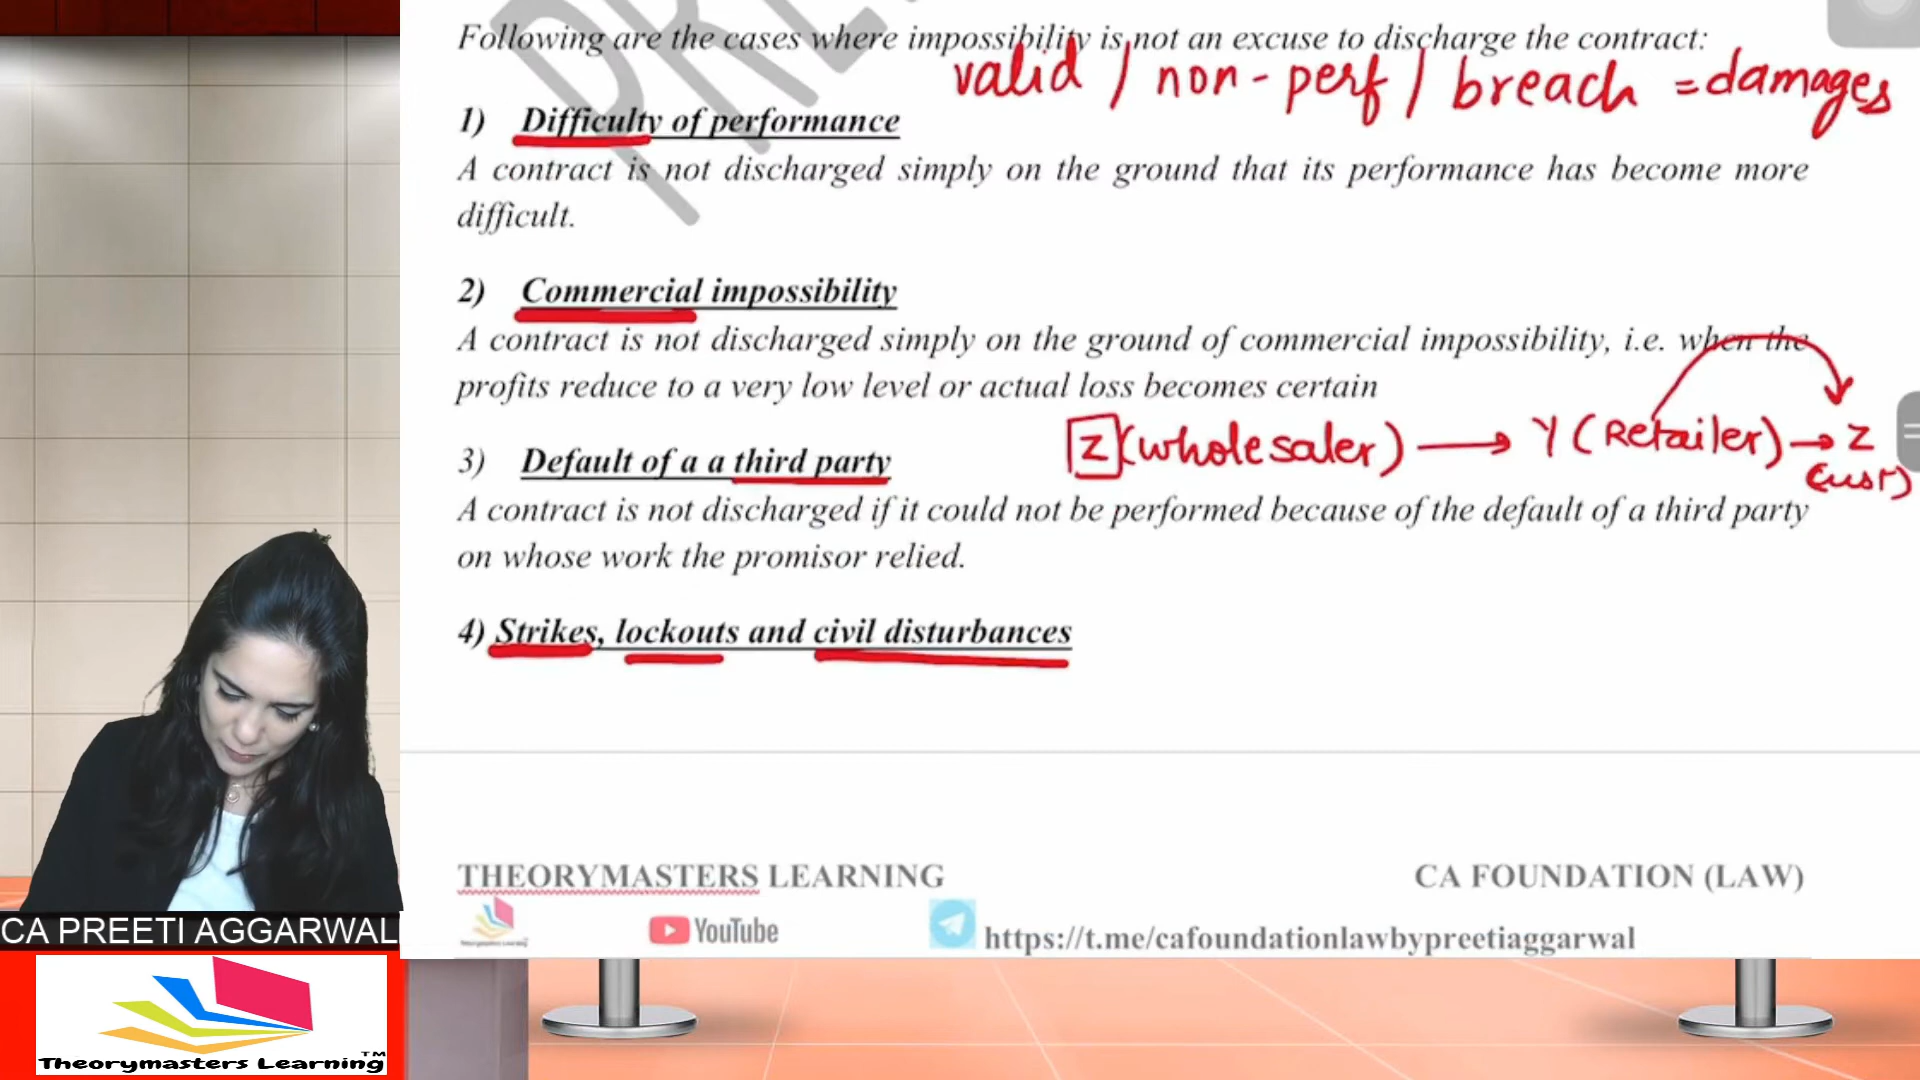 Following are the cases where impossibility is not an excuse to discharge the contract:
valid / non-perf / breach = damages
1) Difficulty of performance
A contract is not discharged simply on the ground that its performance has become more
difficult.
2) Commercial impossibility
A contract is not discharged simply on the ground of commercial impossibility, i.e. when the
profits reduce to a very low level or actual loss becomes certain
Z (wholesaler) → Y (Retailer) → Z
(cust)
3) Default of a a third party
A contract is not discharged if it could not be performed because of the default of a third party
on whose work the promisor relied.
4) Strikes, lockouts and civil disturbances
THEORYMASTERS LEARNING
CA FOUNDATION (LAW)
YouTube
https://t.me/cafoundationlawbypreetiaggarwal
CA PREETI AGGARWAL
Theorymasters Learning™